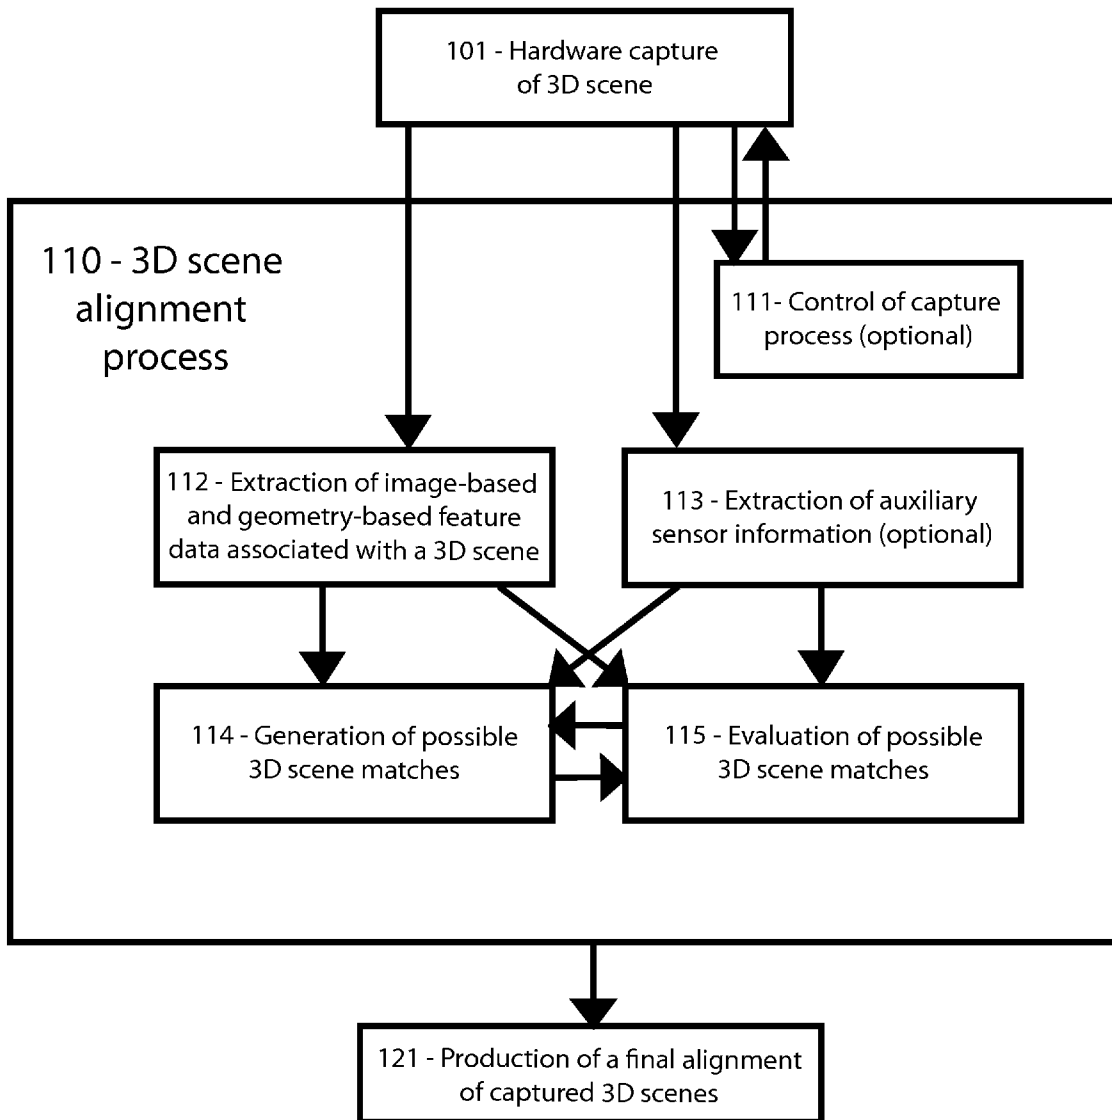 101 - Hardware capture
of 3D scene
110 - 3D scene
alignment
process
111- Control of capture
process (optional)
112 - Extraction of image-based
and geometry-based feature
data associated with a 3D scene
113 - Extraction of auxiliary
sensor information (optional)
114 - Generation of possible
3D scene matches
115 - Evaluation of possible
3D scene matches
121 - Production of a final alignment
of captured 3D scenes